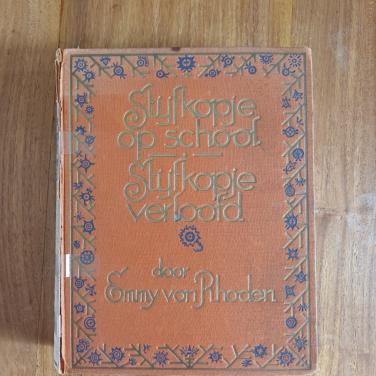 Stijfkopje
op school
Stijfkopje
verloofd
door
Emmy von Rhoden